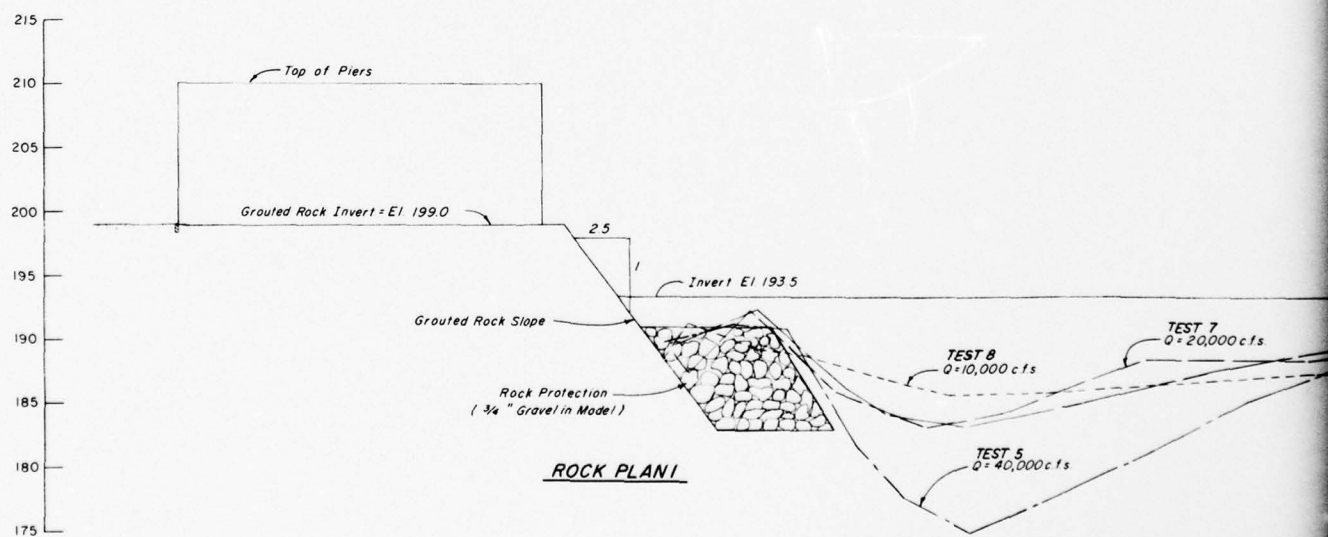 215
210
205
200
195
190
185
180
175
Top of Piers
Grouted Rock Invert = El. 199.0
2.5
1
Invert El. 193.5
Grouted Rock Slope
Rock Protection
( 3/4 " Gravel in Model )
ROCK PLAN 1
TEST 8
Q = 10,000 c.f.s.
TEST 7
Q = 20,000 c.f.s.
TEST 5
Q = 40,000 c.f.s.